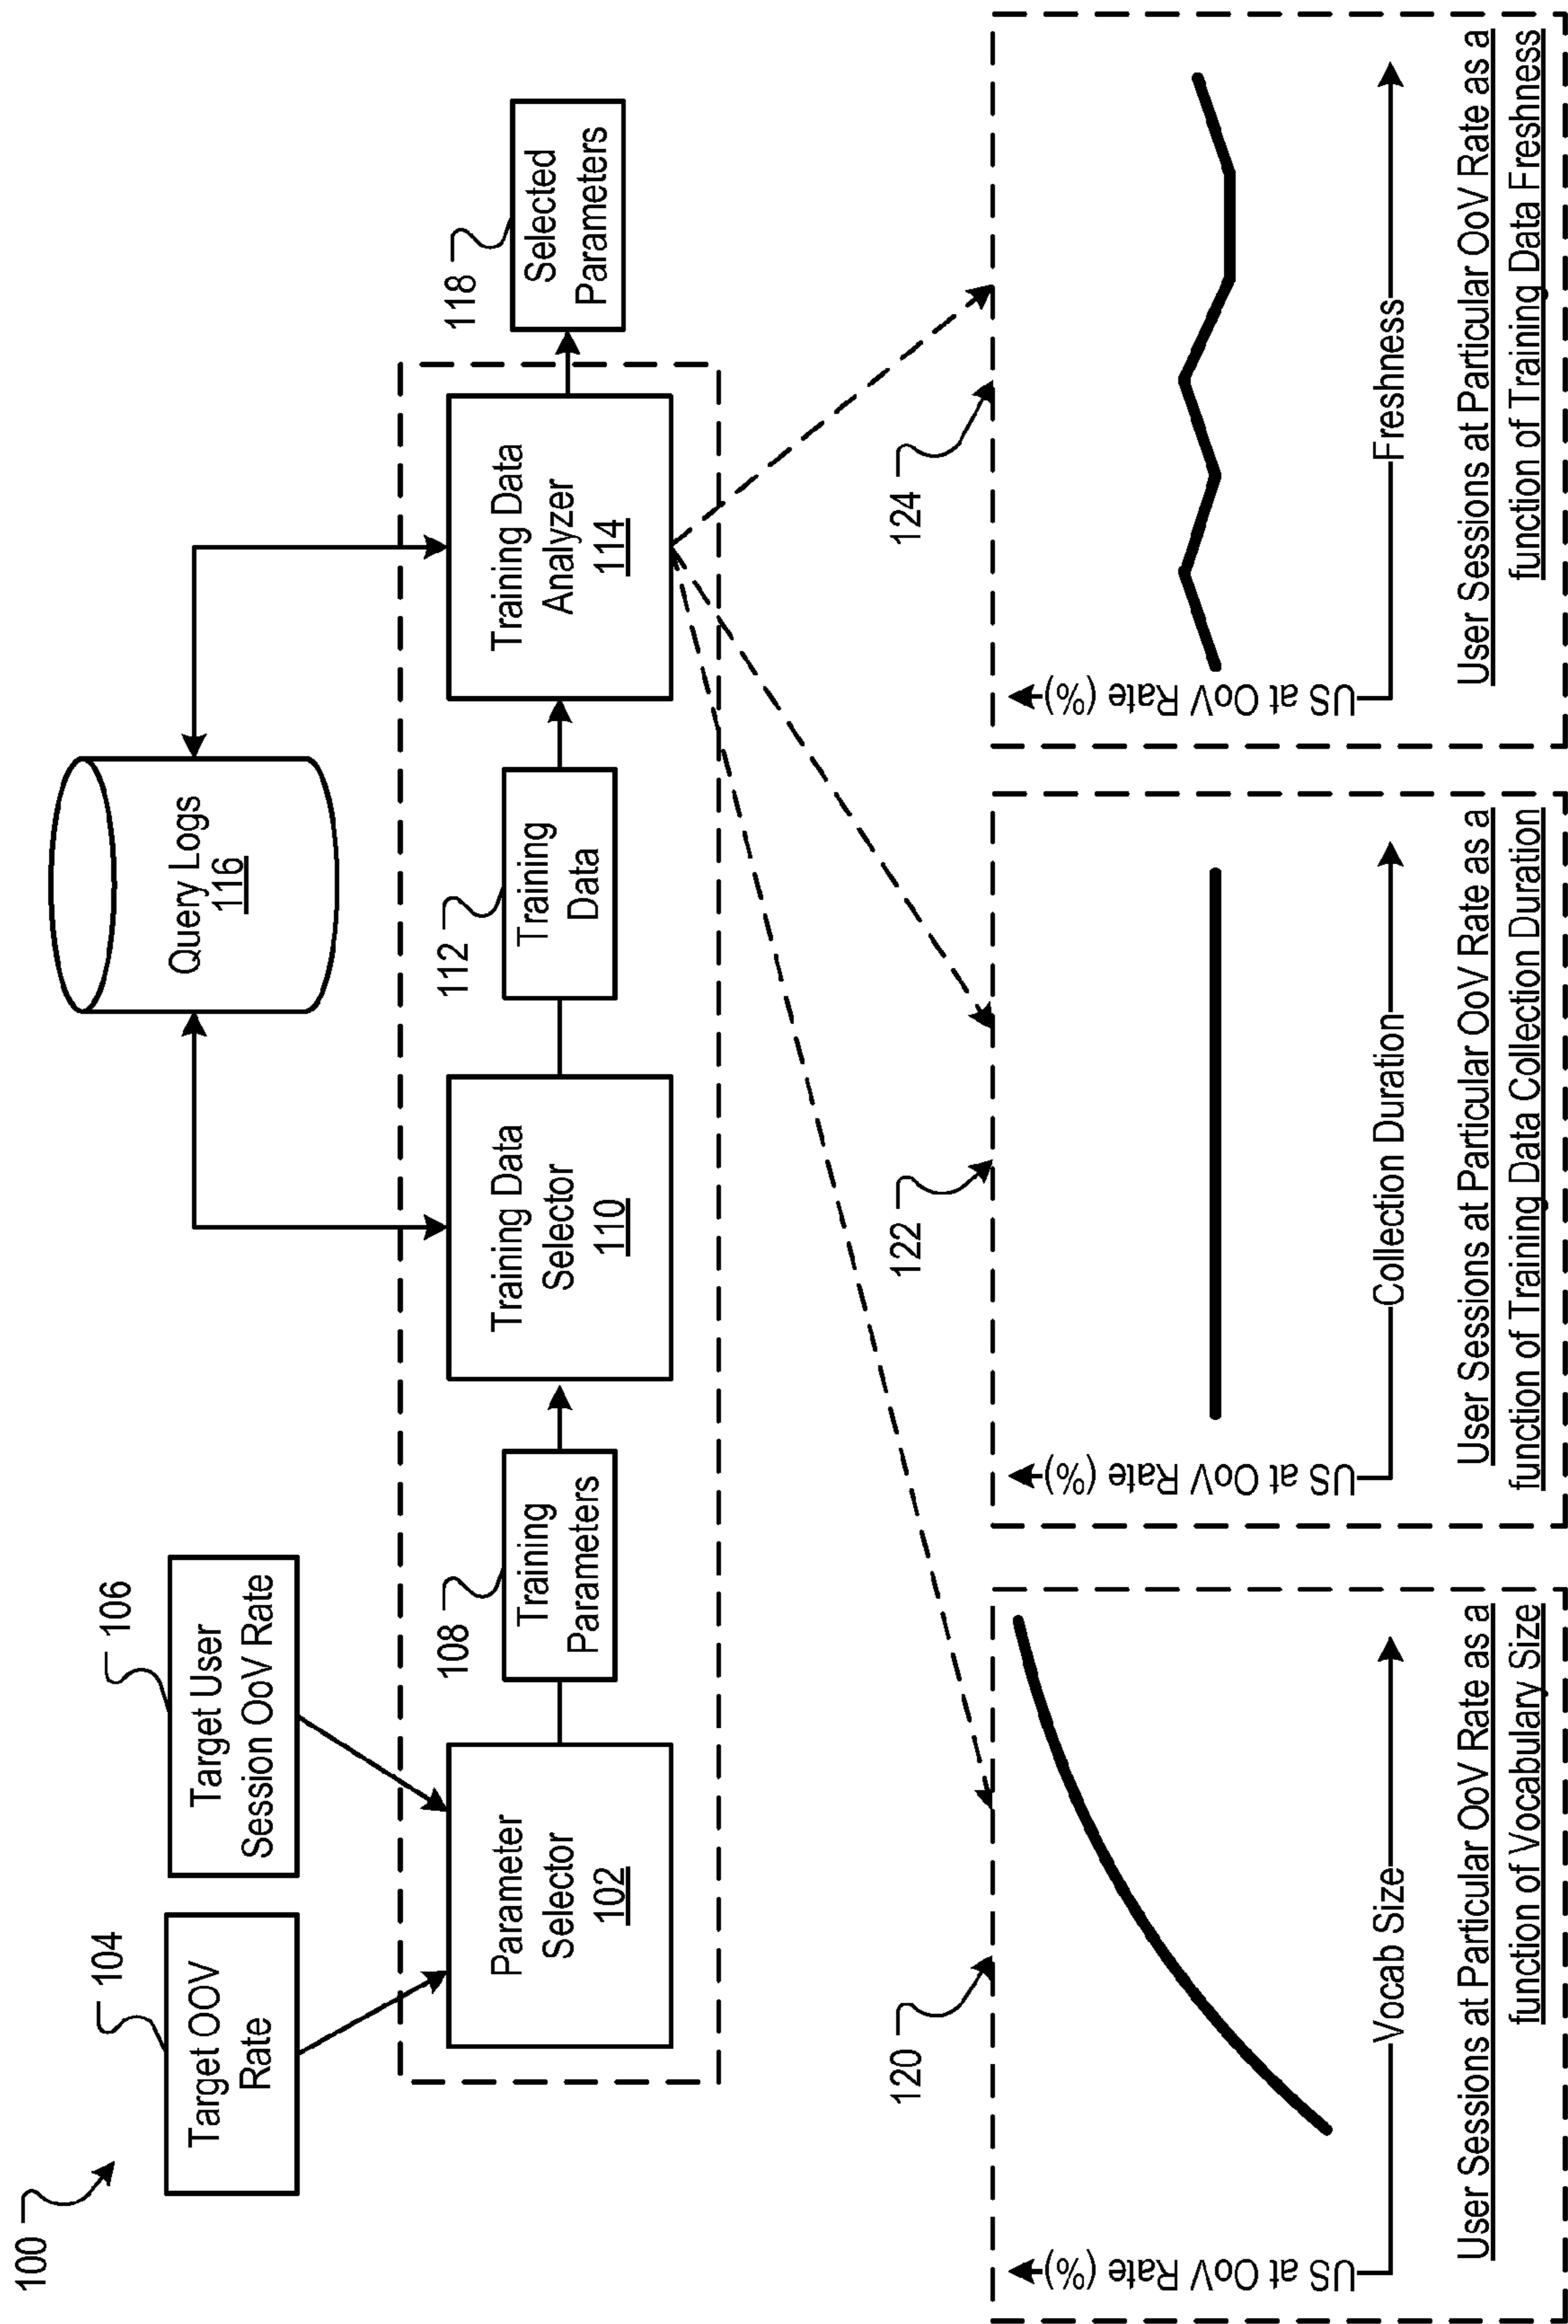 100
104
Target OOV
Rate
106
Target User
Session OoV Rate
Query Logs
116
Parameter
Selector
102
108
Training
Parameters
Training Data
Selector
110
112
Training
Data
Training Data
Analyzer
114
118
Selected
Parameters
120
US at OoV Rate (%)
Vocab Size
User Sessions at Particular OoV Rate as a
function of Vocabulary Size
122
US at OoV Rate (%)
Collection Duration
User Sessions at Particular OoV Rate as a
function of Training Data Collection Duration
124
US at OoV Rate (%)
Freshness
User Sessions at Particular OoV Rate as a
function of Training Data Freshness